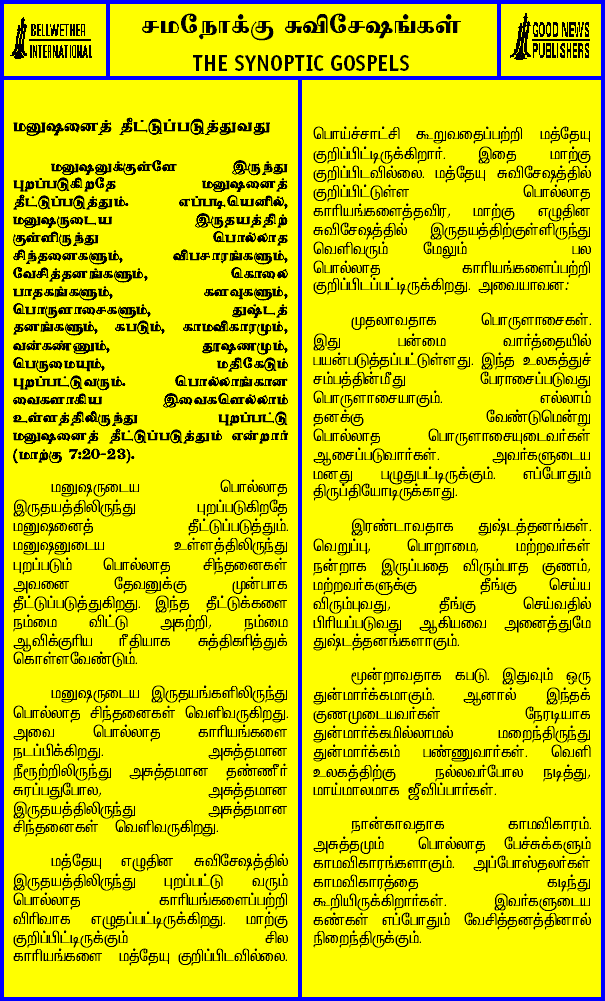 BELLWETHER
INTERNATIONAL
சமநோக்கு சுவிசேஷங்கள்
THE SYNOPTIC GOSPELS
GOOD NEWS
PUBLISHERS
மனுஷனைத் தீட்டுப்படுத்துவது
மனுஷனுக்குள்ளே இருந்து
புறப்படுகிறதே மனுஷனைத்
தீட்டுப்படுத்தும். எப்படியெனில்,
மனுஷருடைய இருதயத்திற்
குள்ளிருந்து பொல்லாத
சிந்தனைகளும், விபசாரங்களும்,
வேசித்தனங்களும், கொலை
பாதகங்களும், களவுகளும்,
பொருளாசைகளும், துஷ்டத்
தனங்களும், கபடும், காமவிகாரமும்,
வன்கண்ணும், தூஷணமும்,
பெருமையும், மதிகேடும்
புறப்பட்டுவரும். பொல்லாங்கான
வைகளாகிய இவைகளெல்லாம்
உள்ளத்திலிருந்து புறப்பட்டு
மனுஷனைத் தீட்டுப்படுத்தும் என்றார்
(மாற்கு 7:20-23).
மனுஷருடைய பொல்லாத
இருதயத்திலிருந்து புறப்படுகிறதே
மனுஷனைத் தீட்டுப்படுத்தும்.
மனுஷனுடைய உள்ளத்திலிருந்து
புறப்படும் பொல்லாத சிந்தனைகள்
அவனை தேவனுக்கு முன்பாக
தீட்டுப்படுத்துகிறது. இந்த தீட்டுக்களை
நம்மை விட்டு அகற்றி, நம்மை
ஆவிக்குரிய ரீதியாக சுத்திகரித்துக்
கொள்ளவேண்டும்.
மனுஷருடைய இருதயங்களிலிருந்து
பொல்லாத சிந்தனைகள் வெளிவருகிறது.
அவை பொல்லாத காரியங்களை
நடப்பிக்கிறது. அசுத்தமான
நீரூற்றிலிருந்து அசுத்தமான தண்ணீர்
சுரப்பதுபோல, அசுத்தமான
இருதயத்திலிருந்து அசுத்தமான
சிந்தனைகள் வெளிவருகிறது.
மத்தேயு எழுதின சுவிசேஷத்தில்
இருதயத்திலிருந்து புறப்பட்டு வரும்
பொல்லாத காரியங்களைப்பற்றி
விரிவாக எழுதப்பட்டிருக்கிறது. மாற்கு
குறிப்பிட்டிருக்கும் சில
காரியங்களை மத்தேயு குறிப்பிடவில்லை.
பொய்ச்சாட்சி கூறுவதைப்பற்றி மத்தேயு
குறிப்பிட்டிருக்கிறார். இதை மாற்கு
குறிப்பிடவில்லை. மத்தேயு சுவிசேஷத்தில்
குறிப்பிட்டுள்ள பொல்லாத
காரியங்களைத்தவிர, மாற்கு எழுதின
சுவிசேஷத்தில் இருதயத்திற்குள்ளிருந்து
வெளிவரும் மேலும் பல
பொல்லாத காரியங்களைப்பற்றி
குறிப்பிடப்பட்டிருக்கிறது. அவையாவன:
முதலாவதாக பொருளாசைகள்.
இது பன்மை வார்த்தையில்
பயன்படுத்தப்பட்டுள்ளது. இந்த உலகத்துச்
சம்பத்தின்மீது பேராசைப்படுவது
பொருளாசையாகும். எல்லாம்
தனக்கு வேண்டுமென்று
பொல்லாத பொருளாசையுடைவர்கள்
ஆசைப்படுவார்கள். அவர்களுடைய
மனது பழுதுபட்டிருக்கும். எப்போதும்
திருப்தியோடிருக்காது.
இரண்டாவதாக துஷ்டத்தனங்கள்.
வெறுப்பு, பொறாமை, மற்றவர்கள்
நன்றாக இருப்பதை விரும்பாத குணம்,
மற்றவர்களுக்கு தீங்கு செய்ய
விரும்புவது, தீங்கு செய்வதில்
பிரியப்படுவது ஆகியவை அனைத்துமே
துஷ்டத்தனங்களாகும்.
மூன்றாவதாக கபடு. இதுவும் ஒரு
துன்மார்க்கமாகும். ஆனால் இந்தக்
குணமுடையவர்கள் நேரடியாக
துன்மார்க்கமில்லாமல் மறைந்திருந்து
துன்மார்க்கம் பண்ணுவார்கள். வெளி
உலகத்திற்கு நல்லவர்போல நடித்து,
மாய்மாலமாக ஜீவிப்பார்கள்.
நான்காவதாக காமவிகாரம்.
அசுத்தமும் பொல்லாத பேச்சுக்களும்
காமவிகாரங்களாகும். அப்போஸ்தலர்கள்
காமவிகாரத்தை கடிந்து
கூறியிருக்கிறார்கள். இவர்களுடைய
கண்கள் எப்போதும் வேசித்தனத்தினால்
நிறைந்திருக்கும்.